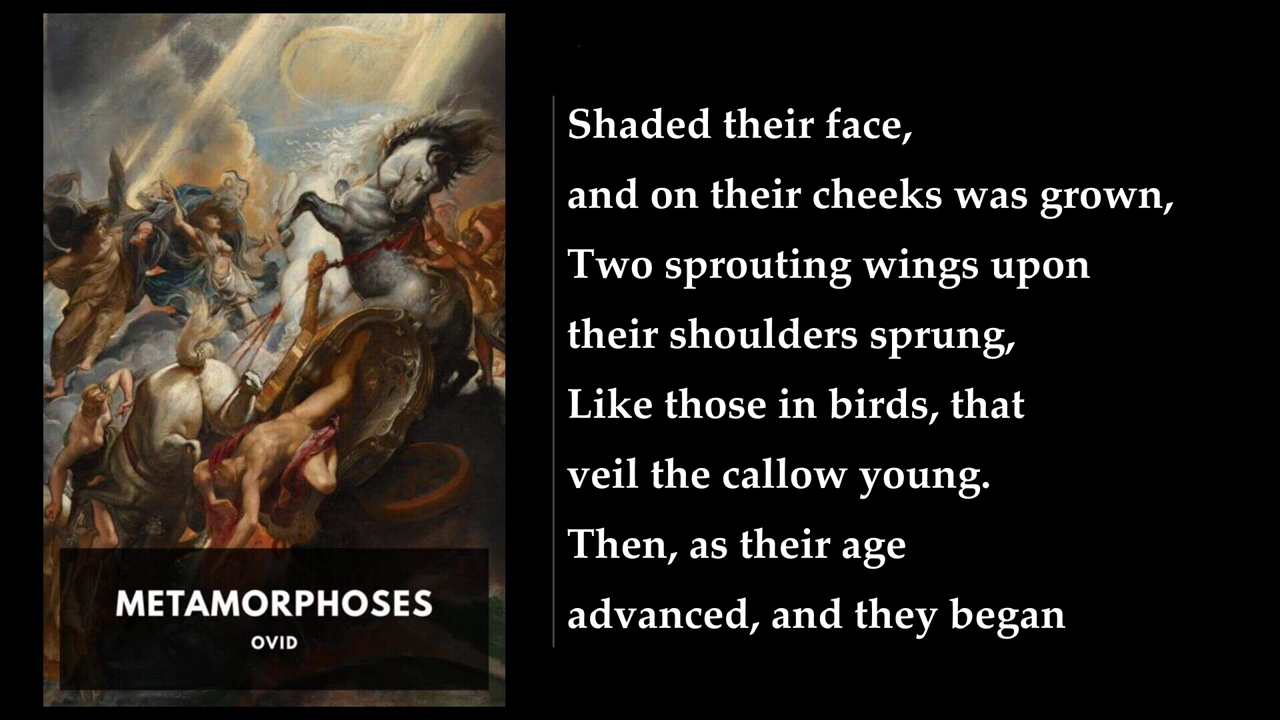 METAMORPHOSES
OVID
Shaded their face,
and on their cheeks was grown,
Two sprouting wings upon
their shoulders sprung,
Like those in birds, that
veil the callow young.
Then, as their age
advanced, and they began